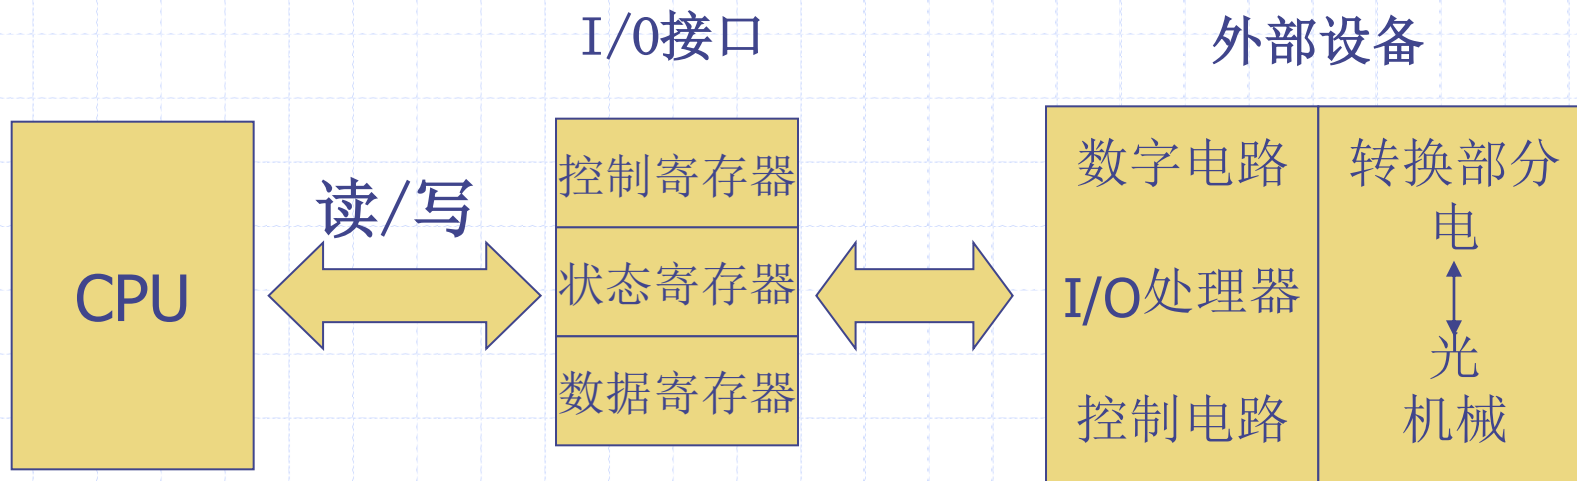 I/O接口
外部设备
CPU
读/写
控制寄存器
状态寄存器
数据寄存器
数字电路
I/O处理器
控制电路
转换部分
电
光
机械